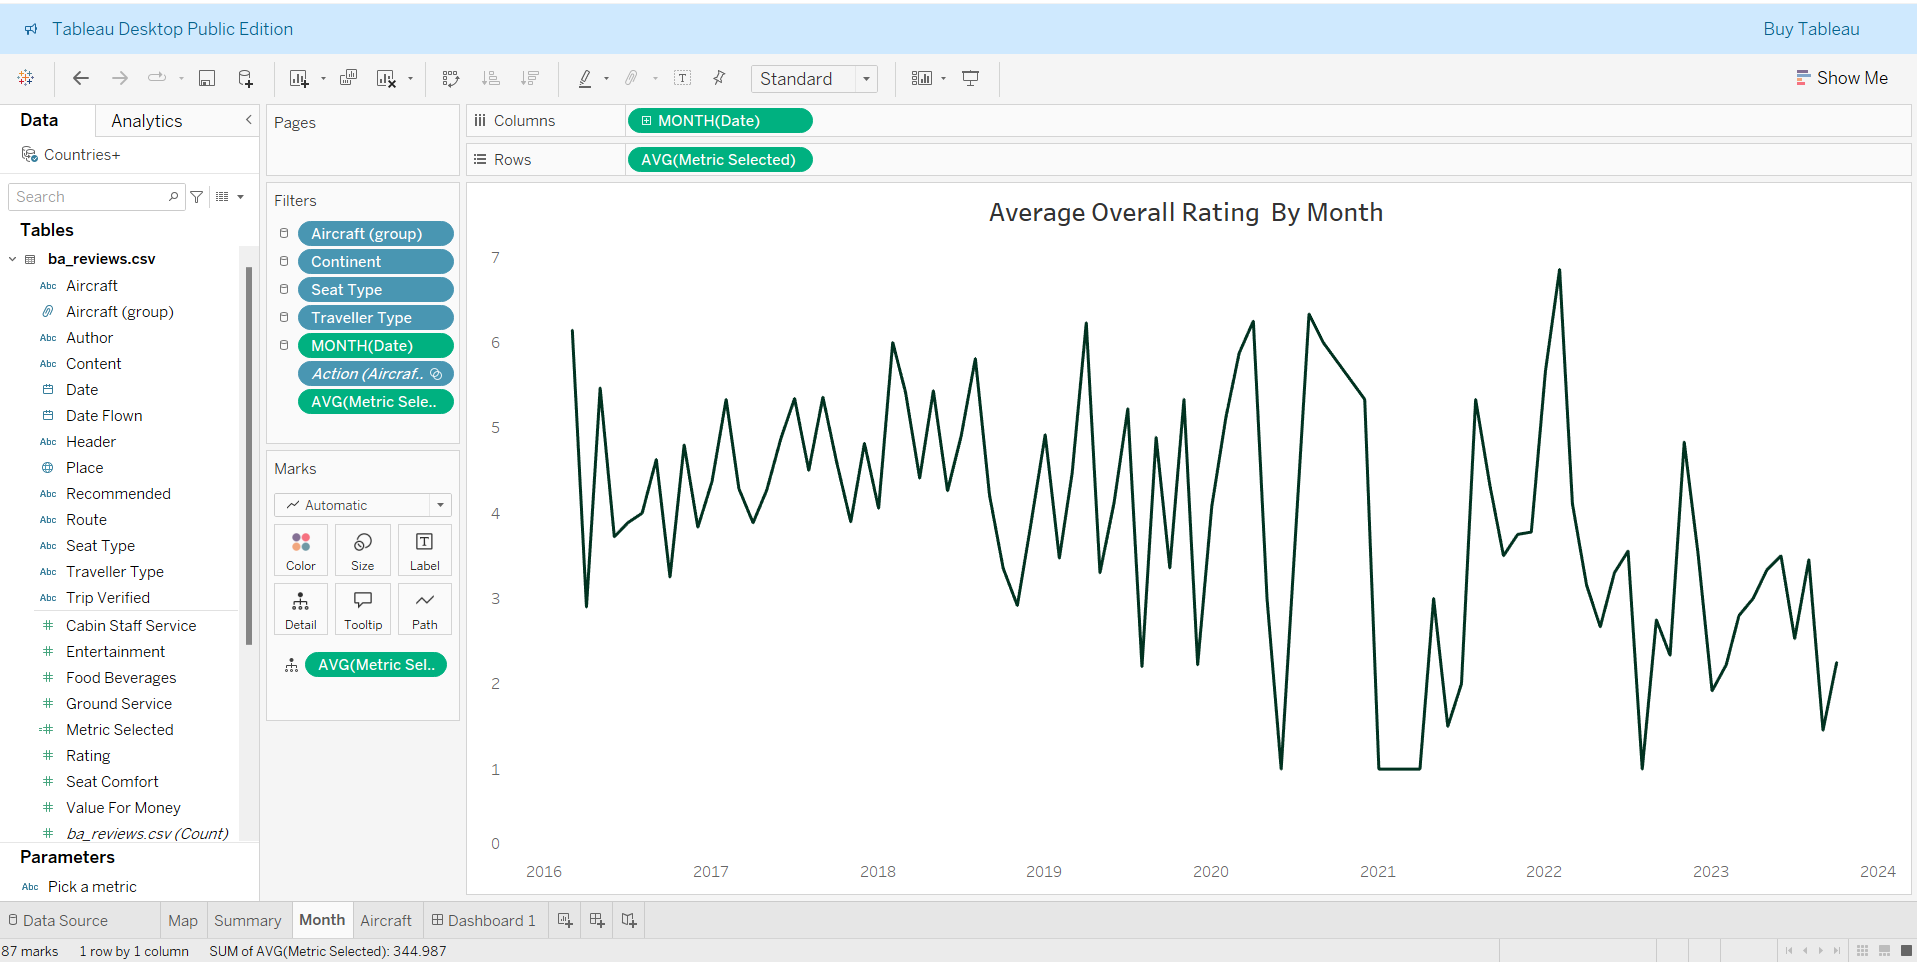 Tableau Desktop Public Edition
Buy Tableau
Standard
Show Me
Data
Analytics
Countries+
Search
Tables
ba_reviews.csv
Abc Aircraft
Aircraft (group)
Abc Author
Abc Content
Date
Date Flown
Abc Header
Place
Abc Recommended
Abc Route
Abc Seat Type
Abc Traveller Type
Abc Trip Verified
# Cabin Staff Service
# Entertainment
# Food Beverages
# Ground Service
=# Metric Selected
# Rating
# Seat Comfort
# Value For Money
# ba_reviews.csv (Count)
Parameters
Abc Pick a metric
Pages
Filters
Aircraft (group)
Continent
Seat Type
Traveller Type
MONTH(Date)
Action (Aircraf..
AVG(Metric Sele..
Marks
Automatic
Color
Size
Label
Detail
Tooltip
Path
AVG(Metric Sel..
Columns
MONTH(Date)
Rows
AVG(Metric Selected)
Average Overall Rating  By Month
7
6
5
4
3
2
1
0
2016 2017 2018 2019 2020 2021 2022 2023 2024
Data Source
Map
Summary
Month
Aircraft
Dashboard 1
87 marks
1 row by 1 column
SUM of AVG(Metric Selected): 344.987